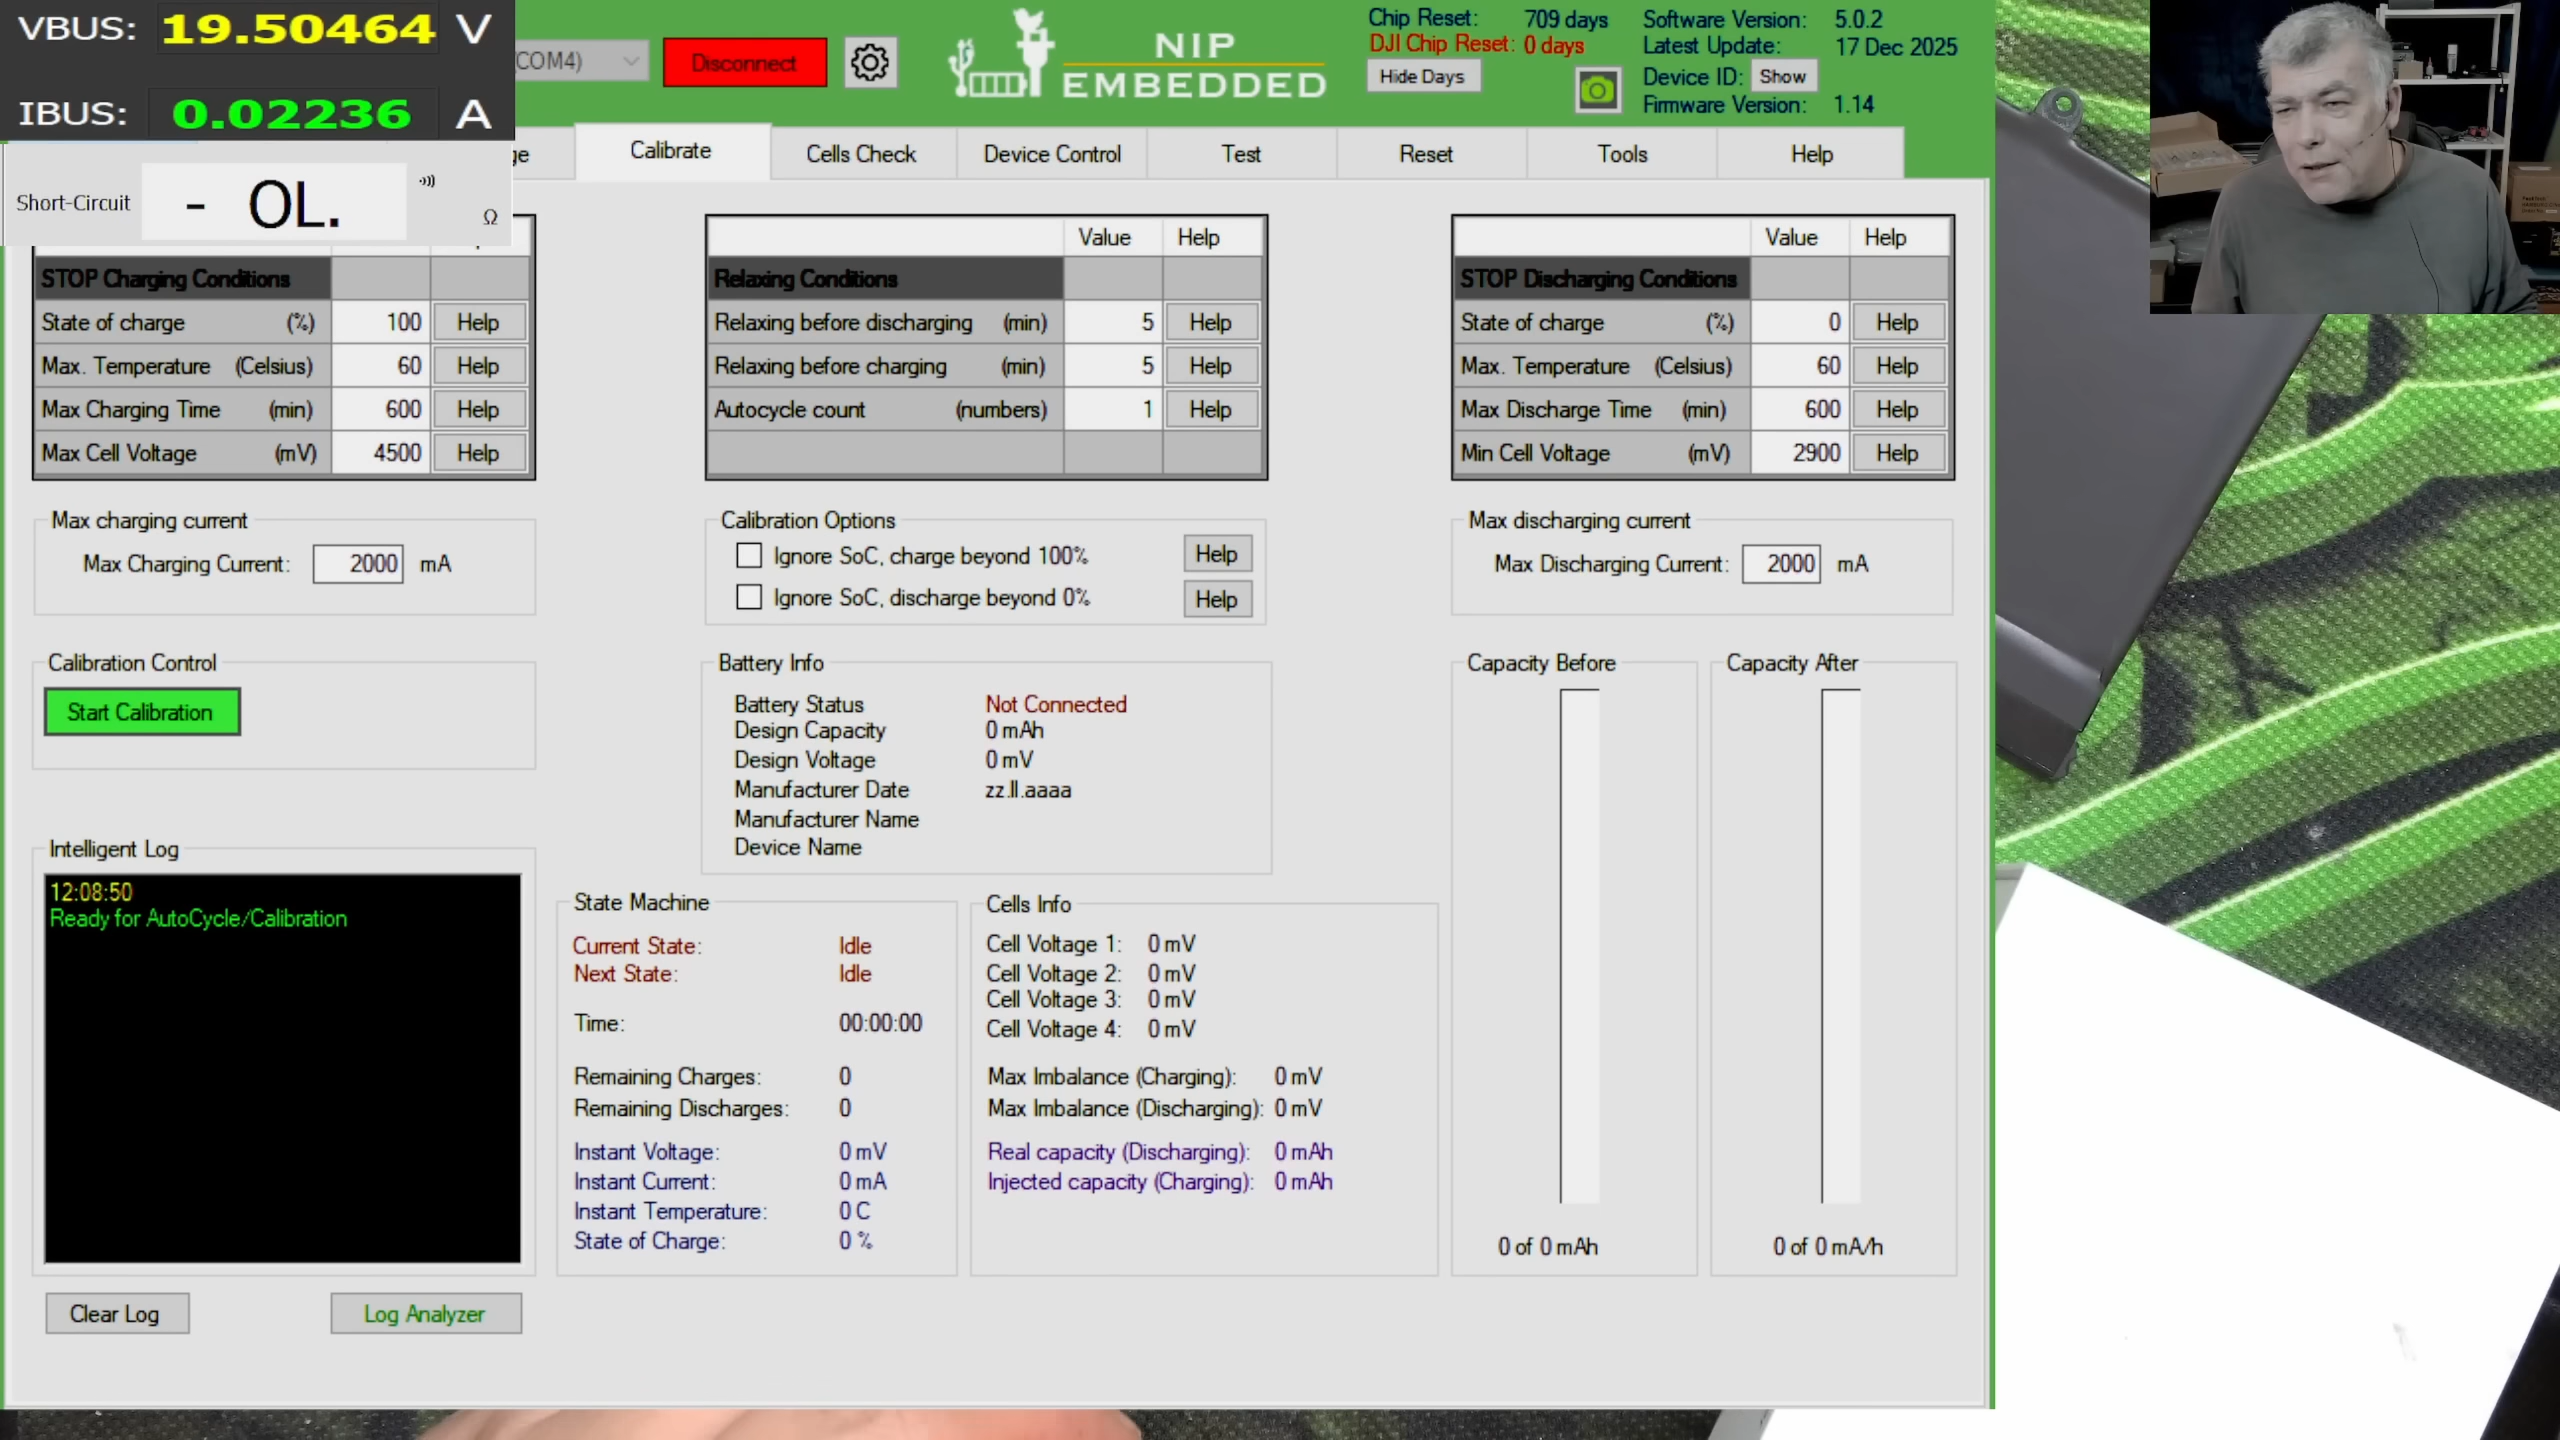 VBUS: 19.50464 V
IBUS: 0.02236 A
Short-Circuit - OL. Ω
COM4)
Disconnect
NIP
EMBEDDED
Chip Reset: 709 days
DJI Chip Reset: 0 days
Hide Days
Software Version: 5.0.2
Latest Update: 17 Dec 2025
Device ID: Show
Firmware Version: 1.14
ge Calibrate Cells Check Device Control Test Reset Tools Help
STOP Charging Conditions
State of charge (%) 100 Help
Max. Temperature (Celsius) 60 Help
Max Charging Time (min) 600 Help
Max Cell Voltage (mV) 4500 Help
Value Help
Relaxing Conditions
Relaxing before discharging (min) 5 Help
Relaxing before charging (min) 5 Help
Autocycle count (numbers) 1 Help
Value Help
STOP Discharging Conditions
State of charge (%) 0 Help
Max. Temperature (Celsius) 60 Help
Max Discharge Time (min) 600 Help
Min Cell Voltage (mV) 2900 Help
Max charging current
Max Charging Current: 2000 mA
Calibration Options
Ignore SoC, charge beyond 100% Help
Ignore SoC, discharge beyond 0% Help
Max discharging current
Max Discharging Current: 2000 mA
Calibration Control
Start Calibration
Battery Info
Battery Status Not Connected
Design Capacity 0 mAh
Design Voltage 0 mV
Manufacturer Date zz.ll.aaaa
Manufacturer Name
Device Name
Capacity Before
0 of 0 mAh
Capacity After
0 of 0 mA/h
Intelligent Log
12:08:50
Ready for AutoCycle/Calibration
State Machine
Current State: Idle
Next State: Idle
Time: 00:00:00
Remaining Charges: 0
Remaining Discharges: 0
Instant Voltage: 0 mV
Instant Current: 0 mA
Instant Temperature: 0 C
State of Charge: 0 %
Cells Info
Cell Voltage 1: 0 mV
Cell Voltage 2: 0 mV
Cell Voltage 3: 0 mV
Cell Voltage 4: 0 mV
Max Imbalance (Charging): 0 mV
Max Imbalance (Discharging): 0 mV
Real capacity (Discharging): 0 mAh
Injected capacity (Charging): 0 mAh
Clear Log
Log Analyzer